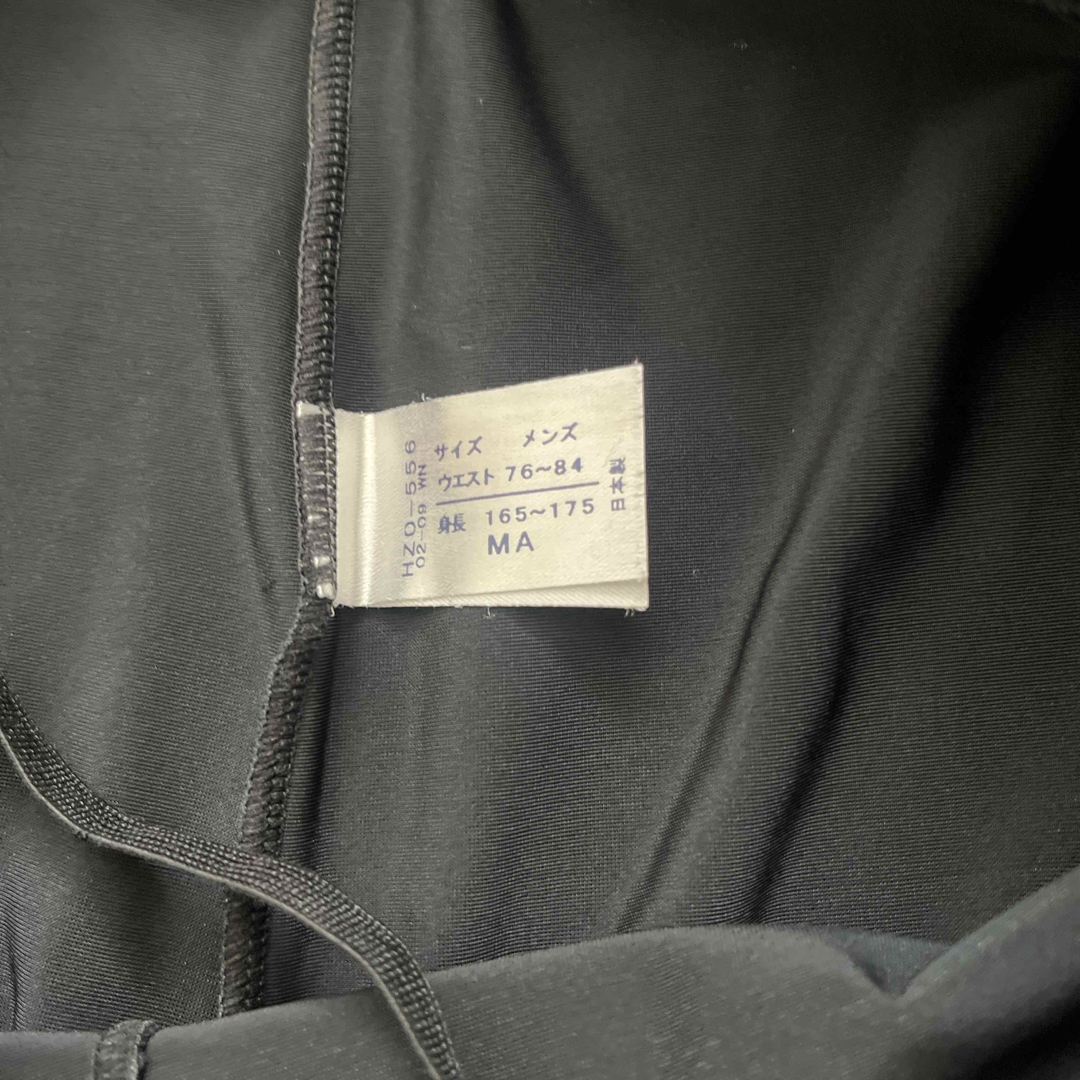 サイズ メンズ
ウエスト 76~84
身長 165~175
MA
HZO-556
02-09 WN
日本製